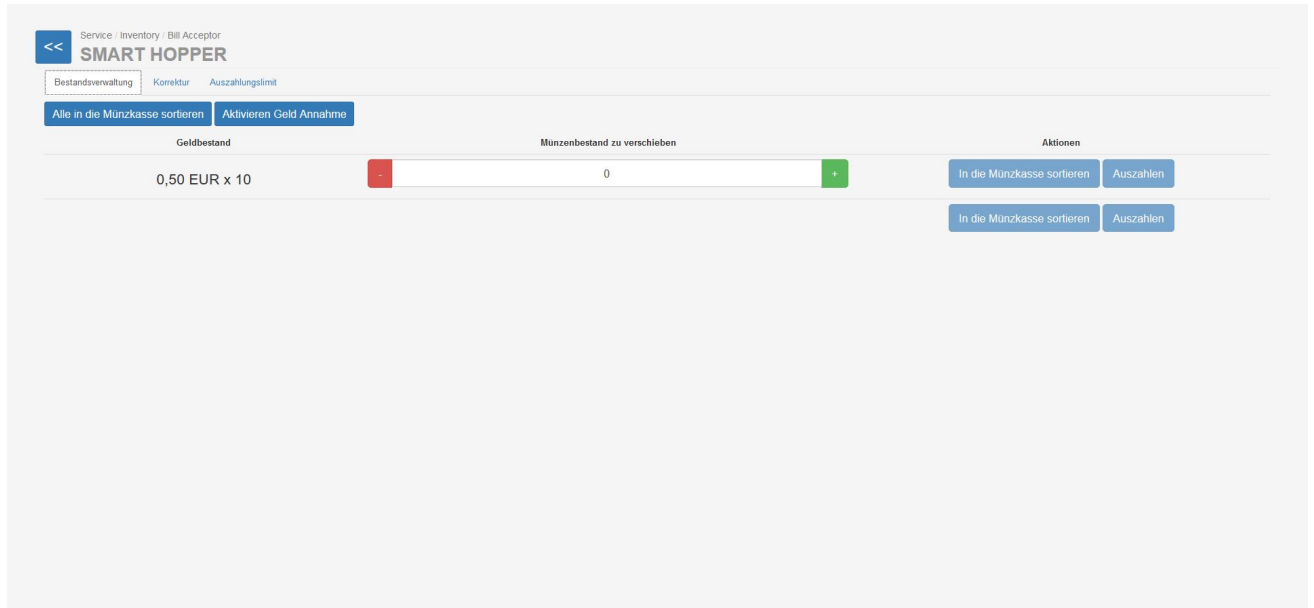 <<
Service / Inventory / Bill Acceptor
SMART HOPPER
Bestandsverwaltung Korrektur Auszahlungslimit
Alle in die Münzkasse sortieren Aktivieren Geld Annahme
Geldbestand Münzenbestand zu verschieben Aktionen
0,50 EUR x 10 - 0 + In die Münzkasse sortieren Auszahlen
In die Münzkasse sortieren Auszahlen